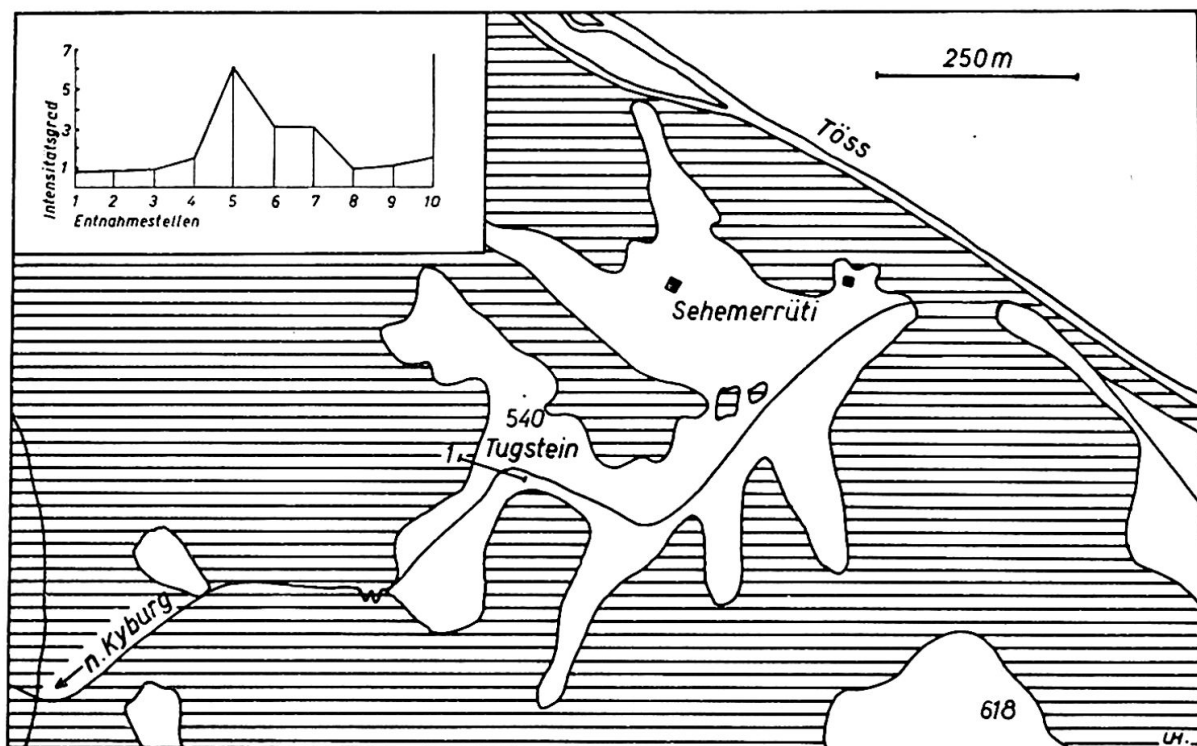 7
5
3
1
Intensitätsgrad
1 2 3 4 5 6 7 8 9 10
Entnahmestellen
250 m
Töss
Sehemerrüti
540
Tugstein
1
n. Kyburg
618